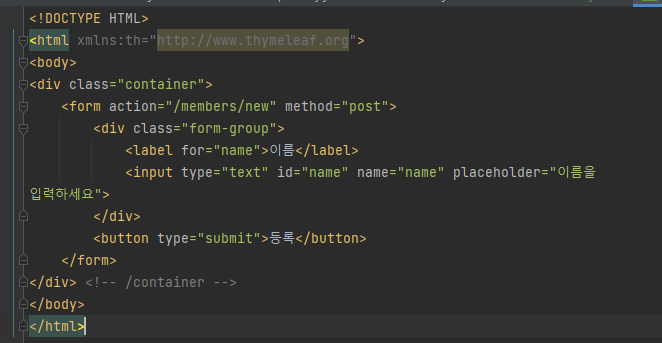 <!DOCTYPE HTML>
<html xmlns:th="http://www.thymeleaf.org">
<body>
<div class="container">
    <form action="/members/new" method="post">
        <div class="form-group">
            <label for="name">이름</label>
            <input type="text" id="name" name="name" placeholder="이름을
입력하세요">
        </div>
        <button type="submit">등록</button>
    </form>
</div> <!-- /container -->
</body>
</html>